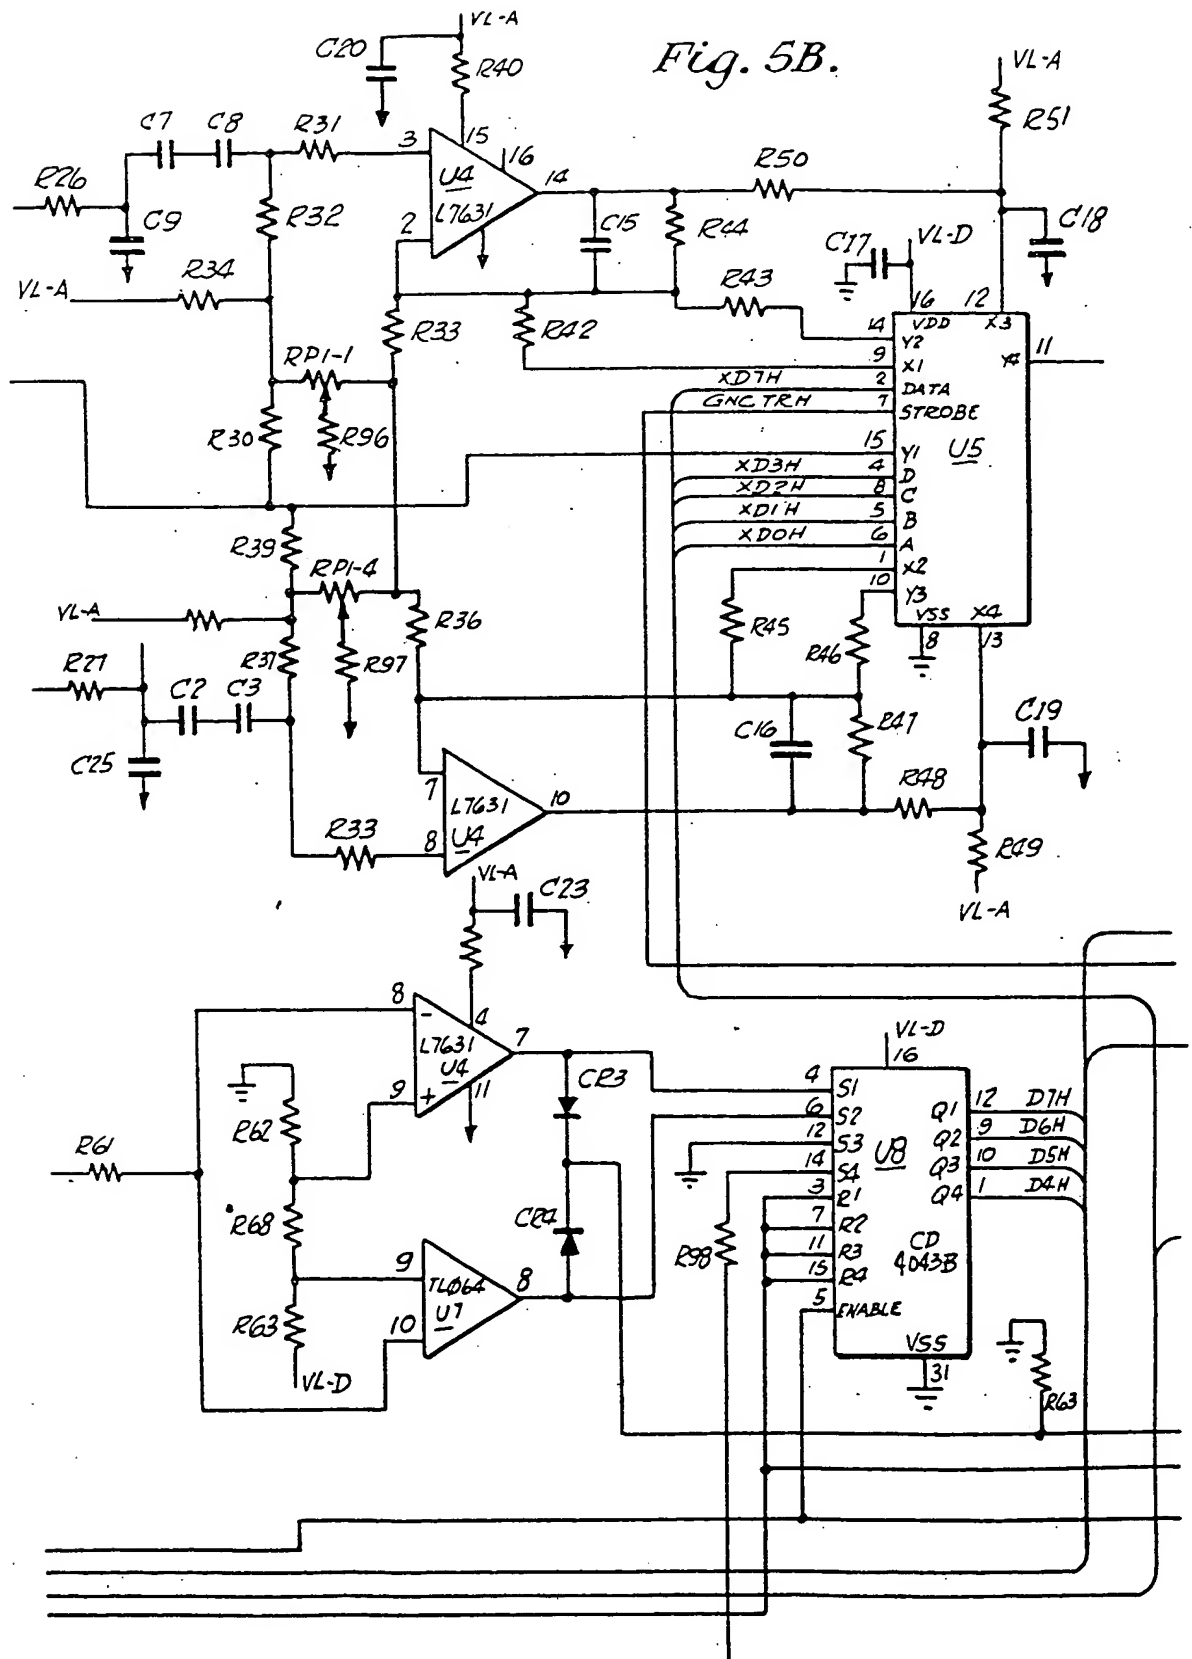 Fig. 5B.
VL-A
C20
R40
VL-A
R51
C7
C8
R31
3
15
16
14
U4
L7631
2
R50
R26
C9
R32
C15
R44
C17
VL-D
C18
VL-A
R34
R43
16
12
R33
R42
14
VDD
X3
Y2
11
Y4
9
X1
RP1-1
XD7H
2
DATA
GNCTRH
7
STROBE
R30
R96
15
Y1
U5
XD3H
4
D
XD2H
8
C
XD1H
5
B
XD0H
6
A
R39
RP1-4
1
X2
10
Y3
VL-A
R36
R45
R46
VSS
X4
8
13
R37
R97
R27
C2
C3
C25
C16
R47
C19
7
L7631
U4
10
R48
R33
8
R49
VL-A
VL-A
C23
8
-
4
L7631
U4
7
9
+
11
CR3
VL-D
16
4
S1
6
S2
12
S3
14
S4
3
R1
7
R2
11
R3
15
R4
5
ENABLE
U8
CD
4043B
Q1
12
D7H
Q2
9
D6H
Q3
10
D5H
Q4
1
D4H
VSS
31
R62
R61
R68
CR4
R98
9
TL064
U7
8
10
R63
VL-D
R63